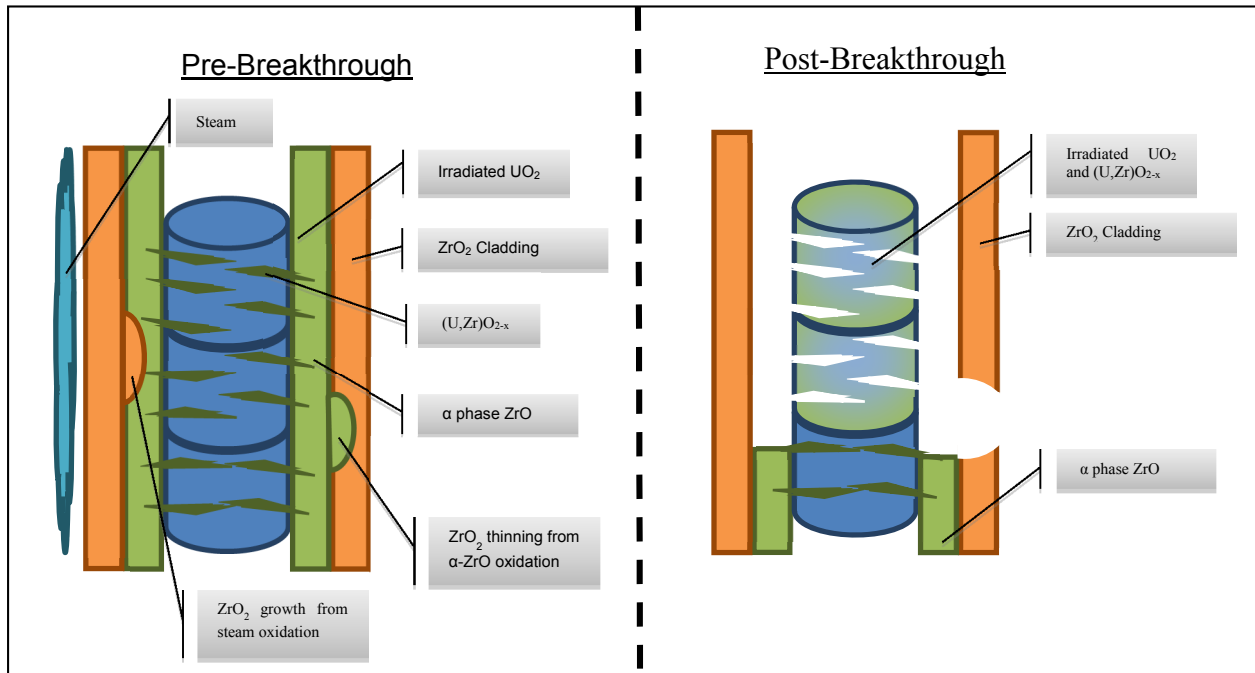 Pre-Breakthrough
Steam
Irradiated UO₂
ZrO₂ Cladding
(U,Zr)O₂₋ₓ
α phase ZrO
ZrO₂ thinning from
α-ZrO oxidation
ZrO₂ growth from
steam oxidation
Post-Breakthrough
Irradiated UO₂
and (U,Zr)O₂₋ₓ
ZrO₂ Cladding
α phase ZrO